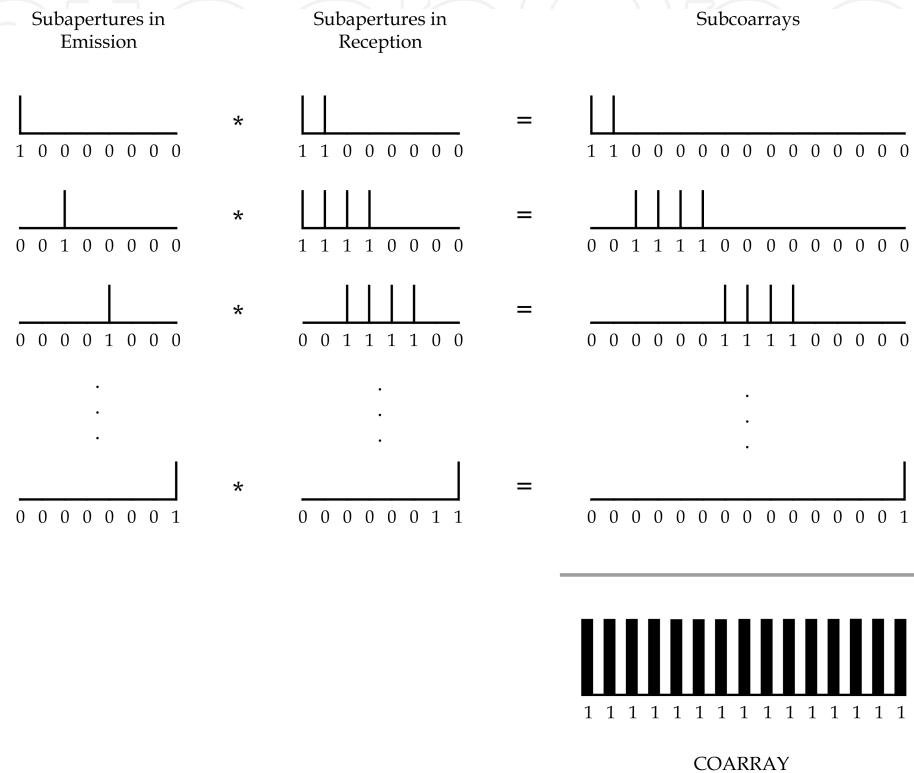 Subapertures in
Emission
Subapertures in
Reception
Subcoarrays
* =
1 0 0 0 0 0 0 0 1 1 0 0 0 0 0 0 1 1 0 0 0 0 0 0 0 0 0 0 0 0 0
* =
0 0 1 0 0 0 0 0 1 1 1 1 0 0 0 0 0 0 1 1 1 1 0 0 0 0 0 0 0 0 0
* =
0 0 0 0 1 0 0 0 0 0 1 1 1 1 0 0 0 0 0 0 0 0 1 1 1 1 0 0 0 0 0
* =
0 0 0 0 0 0 0 1 0 0 0 0 0 0 1 1 0 0 0 0 0 0 0 0 0 0 0 0 0 0 1
1 1 1 1 1 1 1 1 1 1 1 1 1 1 1
COARRAY